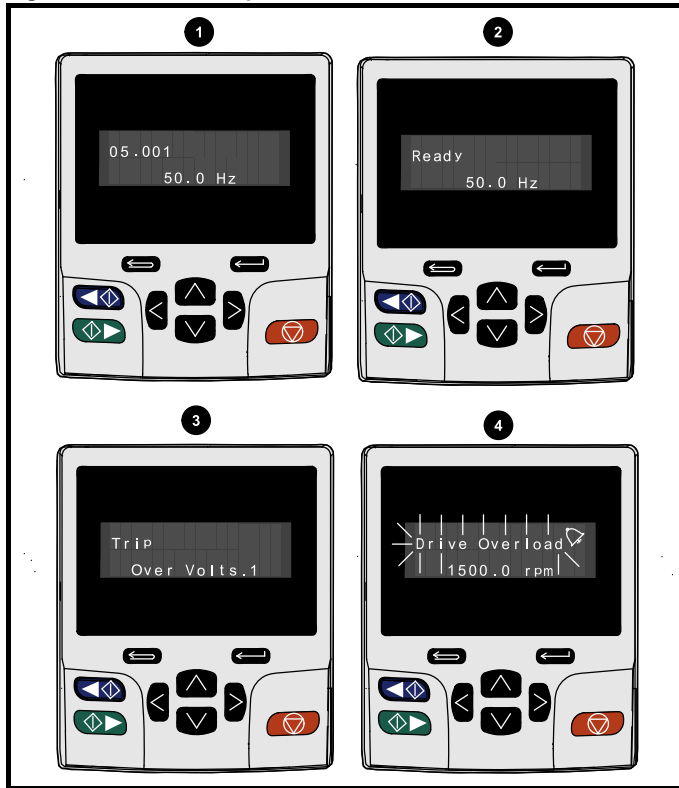 1
05.001
50.0 Hz
2
Ready
50.0 Hz
3
Trip
Over Volts.1
4
Drive Overload
1500.0 rpm